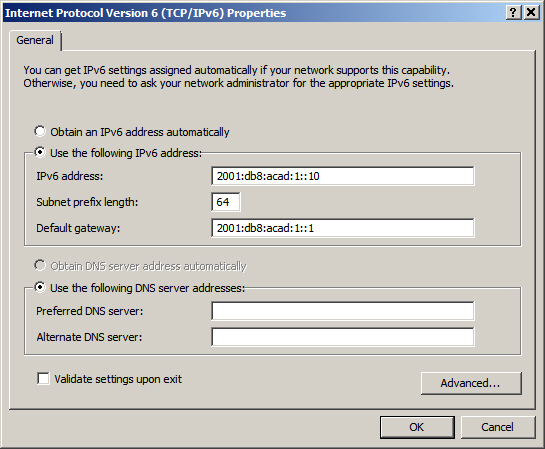 Internet Protocol Version 6 (TCP/IPv6) Properties
General
You can get IPv6 settings assigned automatically if your network supports this capability.
Otherwise, you need to ask your network administrator for the appropriate IPv6 settings.
Obtain an IPv6 address automatically
Use the following IPv6 address:
IPv6 address: 2001:db8:acad:1::10
Subnet prefix length: 64
Default gateway: 2001:db8:acad:1::1
Obtain DNS server address automatically
Use the following DNS server addresses:
Preferred DNS server:
Alternate DNS server:
Validate settings upon exit
Advanced...
OK Cancel